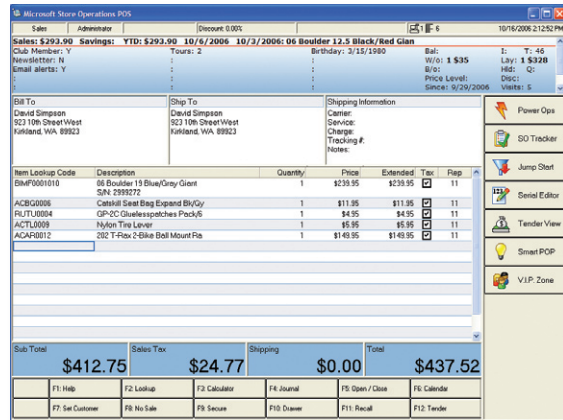 Microsoft Store Operations POS
Sales Administrator Discount: 0.00% 1 6 10/16/2006 2:12:52 PM
Sales: $293.90 Savings: YTD: $293.90 10/6/2006 10/3/2006: 06 Boulder 12.5 Black/Red Gian
Club Member: Y Tours: 2 Birthday: 3/15/1980 Bal: I: T: 46
Newsletter: N : : W/o: 1 $35 Lay: 1 $328
Email alerts: Y : : B/o: Hld: Q:
: : : Price Level: Disc:
: : : Since: 9/29/2006 Visits: 5
Bill To Ship To Shipping Information
David Simpson David Simpson Carrier:
923 10th Street West 923 10th Street West Service:
Kirkland, WA 89923 Kirkland, WA 89923 Charge:
Tracking #:
Notes:
Power Ops
SO Tracker
Jump Start
Serial Editor
Tender View
Smart POP
V.I.P. Zone
Item Lookup Code Description Quantity Price Extended Tax Rep
BIMF0001010 06 Boulder 19 Blue/Gray Giant 1 $239.95 $239.95 11
S/N: 2999272
ACBG0006 Catskill Seat Bag Expand Bk/Gy 1 $11.95 $11.95 11
RUTU0004 GP-2C Gluelesspatches Pack/6 1 $4.95 $4.95 11
ACTL0009 Nylon Tire Lever 1 $5.95 $5.95 11
ACAR0012 202 T-Rax 2-Bike Ball Mount Ra 1 $149.95 $149.95 11
Sub Total Sales Tax Shipping Total
$412.75 $24.77 $0.00 $437.52
F1: Help F2: Lookup F3: Calculator F4: Journal F5: Open / Close F6: Calendar
F7: Set Customer F8: No Sale F9: Secure F10: Drawer F11: Recall F12: Tender